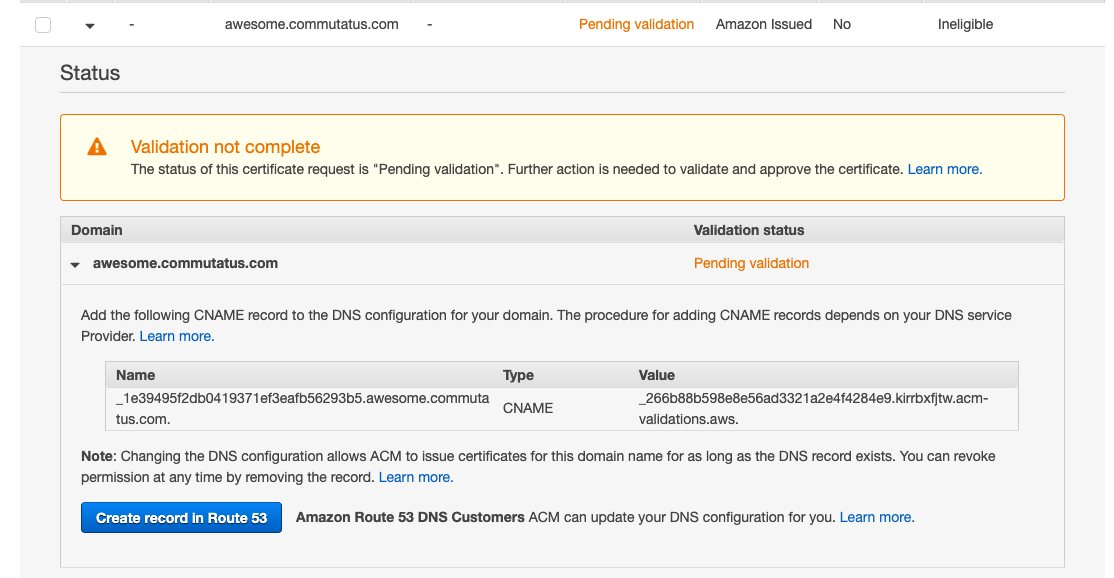 - awesome.commutatus.com - Pending validation Amazon Issued No Ineligible
Status
Validation not complete
The status of this certificate request is "Pending validation". Further action is needed to validate and approve the certificate. Learn more.
Domain Validation status
awesome.commutatus.com Pending validation
Add the following CNAME record to the DNS configuration for your domain. The procedure for adding CNAME records depends on your DNS service
Provider. Learn more.
Name Type Value
_1e39495f2db0419371ef3eafb56293b5.awesome.commuta
tus.com.
CNAME
_266b88b598e8e56ad3321a2e4f4284e9.kirrbxfjtw.acm-
validations.aws.
Note: Changing the DNS configuration allows ACM to issue certificates for this domain name for as long as the DNS record exists. You can revoke
permission at any time by removing the record. Learn more.
Create record in Route 53 Amazon Route 53 DNS Customers ACM can update your DNS configuration for you. Learn more.